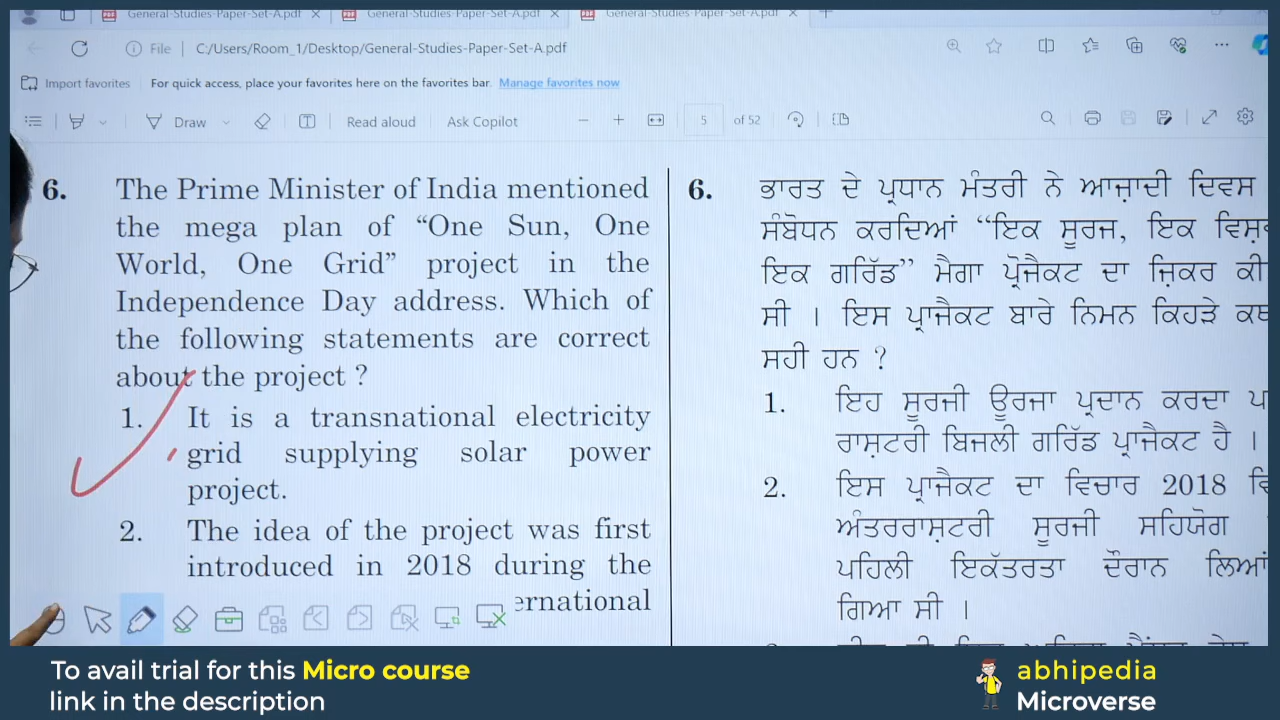 General-Studies-Paper-Set-A.pdf
General-Studies-Paper-Set-A.pdf
General-Studies-Paper-Set-A.pdf
File
C:/Users/Room_1/Desktop/General-Studies-Paper-Set-A.pdf
Import favorites
For quick access, place your favorites here on the favorites bar. Manage favorites now
Draw
Read aloud
Ask Copilot
5 of 52
6. The Prime Minister of India mentioned
the mega plan of “One Sun, One
World, One Grid” project in the
Independence Day address. Which of
the following statements are correct
about the project ?
1. It is a transnational electricity
grid supplying solar power
project.
2. The idea of the project was first
introduced in 2018 during the
ernational
6. ਭਾਰਤ ਦੇ ਪ੍ਰਧਾਨ ਮੰਤਰੀ ਨੇ ਆਜ਼ਾਦੀ ਦਿਵਸ
ਸੰਬੋਧਨ ਕਰਦਿਆਂ “ਇਕ ਸੂਰਜ, ਇਕ
ਇਕ ਗਰਿੱਡ” ਮੈਗਾ ਪ੍ਰੋਜੈਕਟ ਦਾ ਜ਼ਿਕਰ ਕੀ
ਸੀ । ਇਸ ਪ੍ਰਾਜੈਕਟ ਬਾਰੇ ਨਿਮਨ ਕਿਹੜੇ ਕਥ
ਸਹੀ ਹਨ ?
1. ਇਹ ਸੂਰਜੀ ਊਰਜਾ ਪ੍ਰਦਾਨ ਕਰਦਾ ਪ
ਰਾਸ਼ਟਰੀ ਬਿਜਲੀ ਗਰਿੱਡ ਪ੍ਰਾਜੈਕਟ ਹੈ ।
2. ਇਸ ਪ੍ਰਾਜੈਕਟ ਦਾ ਵਿਚਾਰ 2018 ਵਿ
ਅੰਤਰਰਾਸ਼ਟਰੀ ਸੂਰਜੀ ਸਹਿਯੋਗ
ਪਹਿਲੀ ਇਕੱਤਰਤਾ ਦੌਰਾਨ ਲਿਆਂ
ਗਿਆ ਸੀ ।
To avail trial for this Micro course
link in the description
abhipedia
Microverse